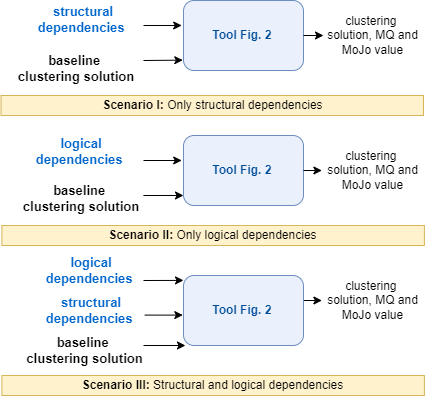 structural
dependencies
baseline
clustering solution
Tool Fig. 2
clustering
solution, MQ and
MoJo value
Scenario I: Only structural dependencies
logical
dependencies
baseline
clustering solution
Tool Fig. 2
clustering
solution, MQ and
MoJo value
Scenario II: Only logical dependencies
logical
dependencies
structural
dependencies
baseline
clustering solution
Tool Fig. 2
clustering
solution, MQ and
MoJo value
Scenario III: Structural and logical dependencies